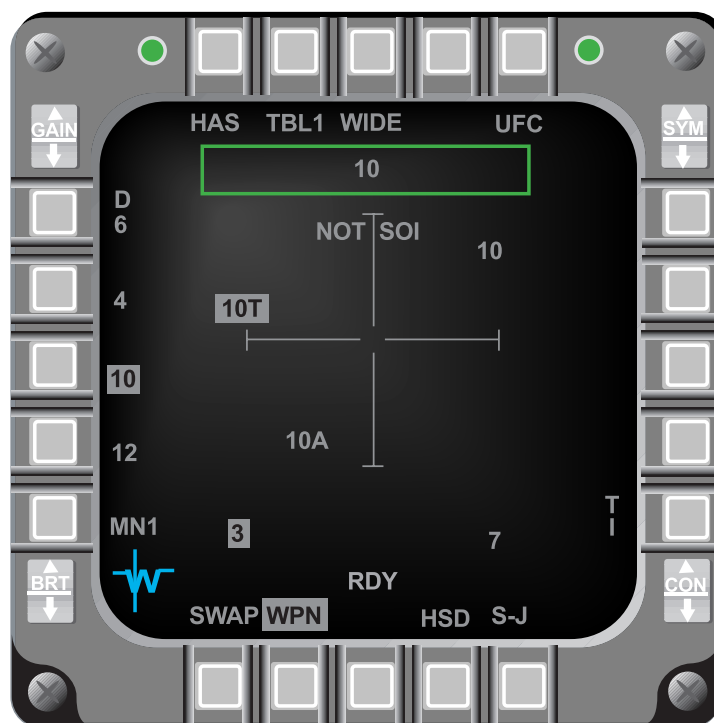 HAS TBL1 WIDE UFC
GAIN
SYM
10
D
6
NOT SOI
10
4
10T
10
10A
12
MN1
3
7
T
I
W
BRT
CON
RDY
SWAP WPN HSD S-J